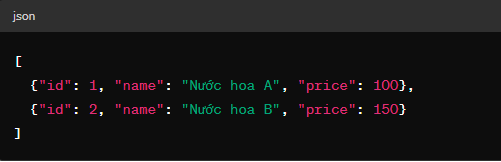 json
[
  {"id": 1, "name": "Nước hoa A", "price": 100},
  {"id": 2, "name": "Nước hoa B", "price": 150}
]